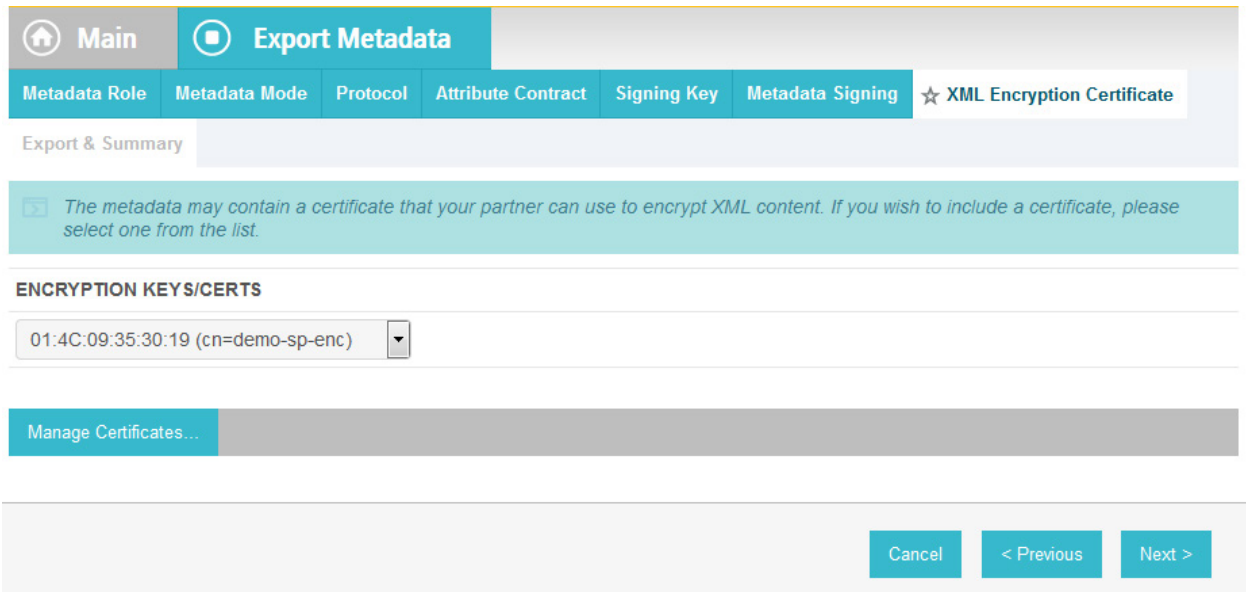 Main Export Metadata
Metadata Role Metadata Mode Protocol Attribute Contract Signing Key Metadata Signing XML Encryption Certificate
Export & Summary
The metadata may contain a certificate that your partner can use to encrypt XML content. If you wish to include a certificate, please
select one from the list.
ENCRYPTION KEYS/CERTS
01:4C:09:35:30:19 (cn=demo-sp-enc)
Manage Certificates...
Cancel < Previous Next >